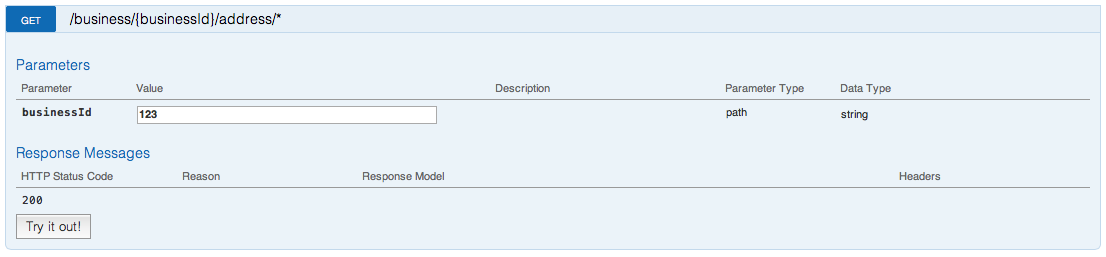 GET /business/{businessId}/address/*
Parameters
Parameter Value Description Parameter Type Data Type
businessId 123 path string
Response Messages
HTTP Status Code Reason Response Model Headers
200
Try it out!